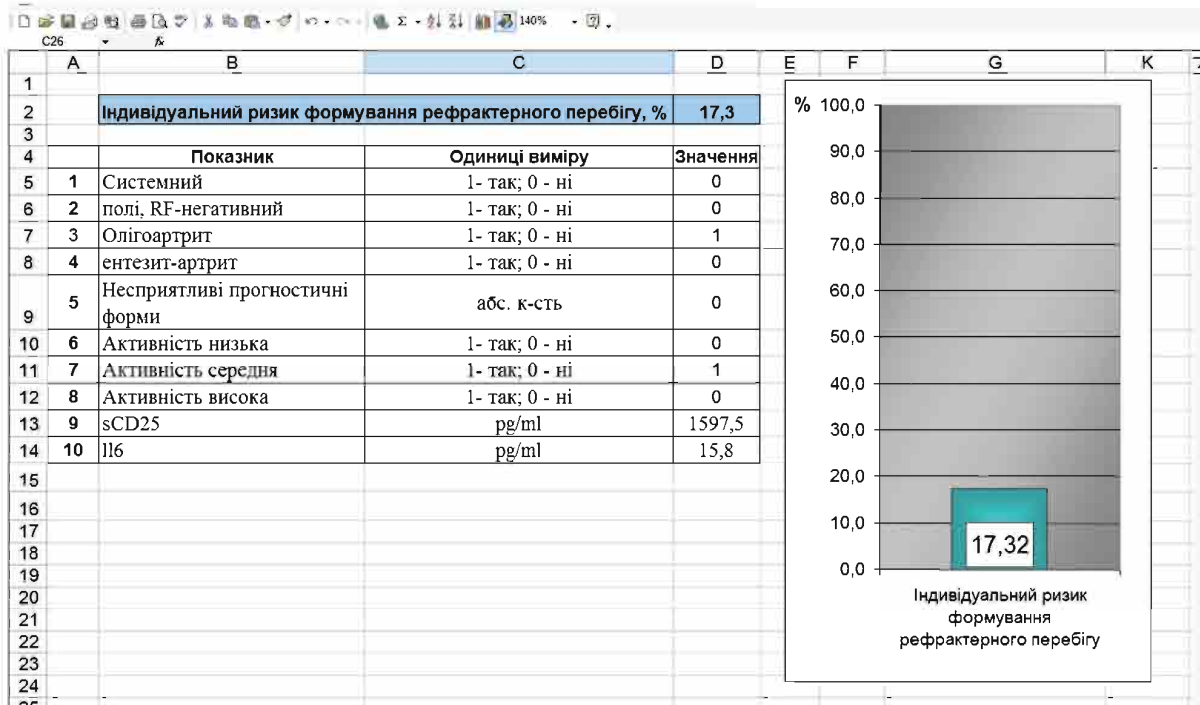 140%
C26 fx
A B C D E F G K
1
2 Індивідуальний ризик формування рефрактерного перебігу, % 17,3
3
4 Показник Одиниці виміру Значення
5 1 Системний 1- так; 0 - ні 0
6 2 полі, RF-негативний 1- так; 0 - ні 0
7 3 Олігоартрит 1- так; 0 - ні 1
8 4 ентезит-артрит 1- так; 0 - ні 0
9 5 Несприятливі прогностичні
форми абс. к-сть 0
10 6 Активність низька 1- так; 0 - ні 0
11 7 Активність середня 1- так; 0 - ні 1
12 8 Активність висока 1- так; 0 - ні 0
13 9 sCD25 pg/ml 1597,5
14 10 Il6 pg/ml 15,8
15
16
17
18
19
20
21
22
23
24
% 100,0
90,0
80,0
70,0
60,0
50,0
40,0
30,0
20,0
10,0
0,0
17,32
Індивідуальний ризик
формування
рефрактерного перебігу